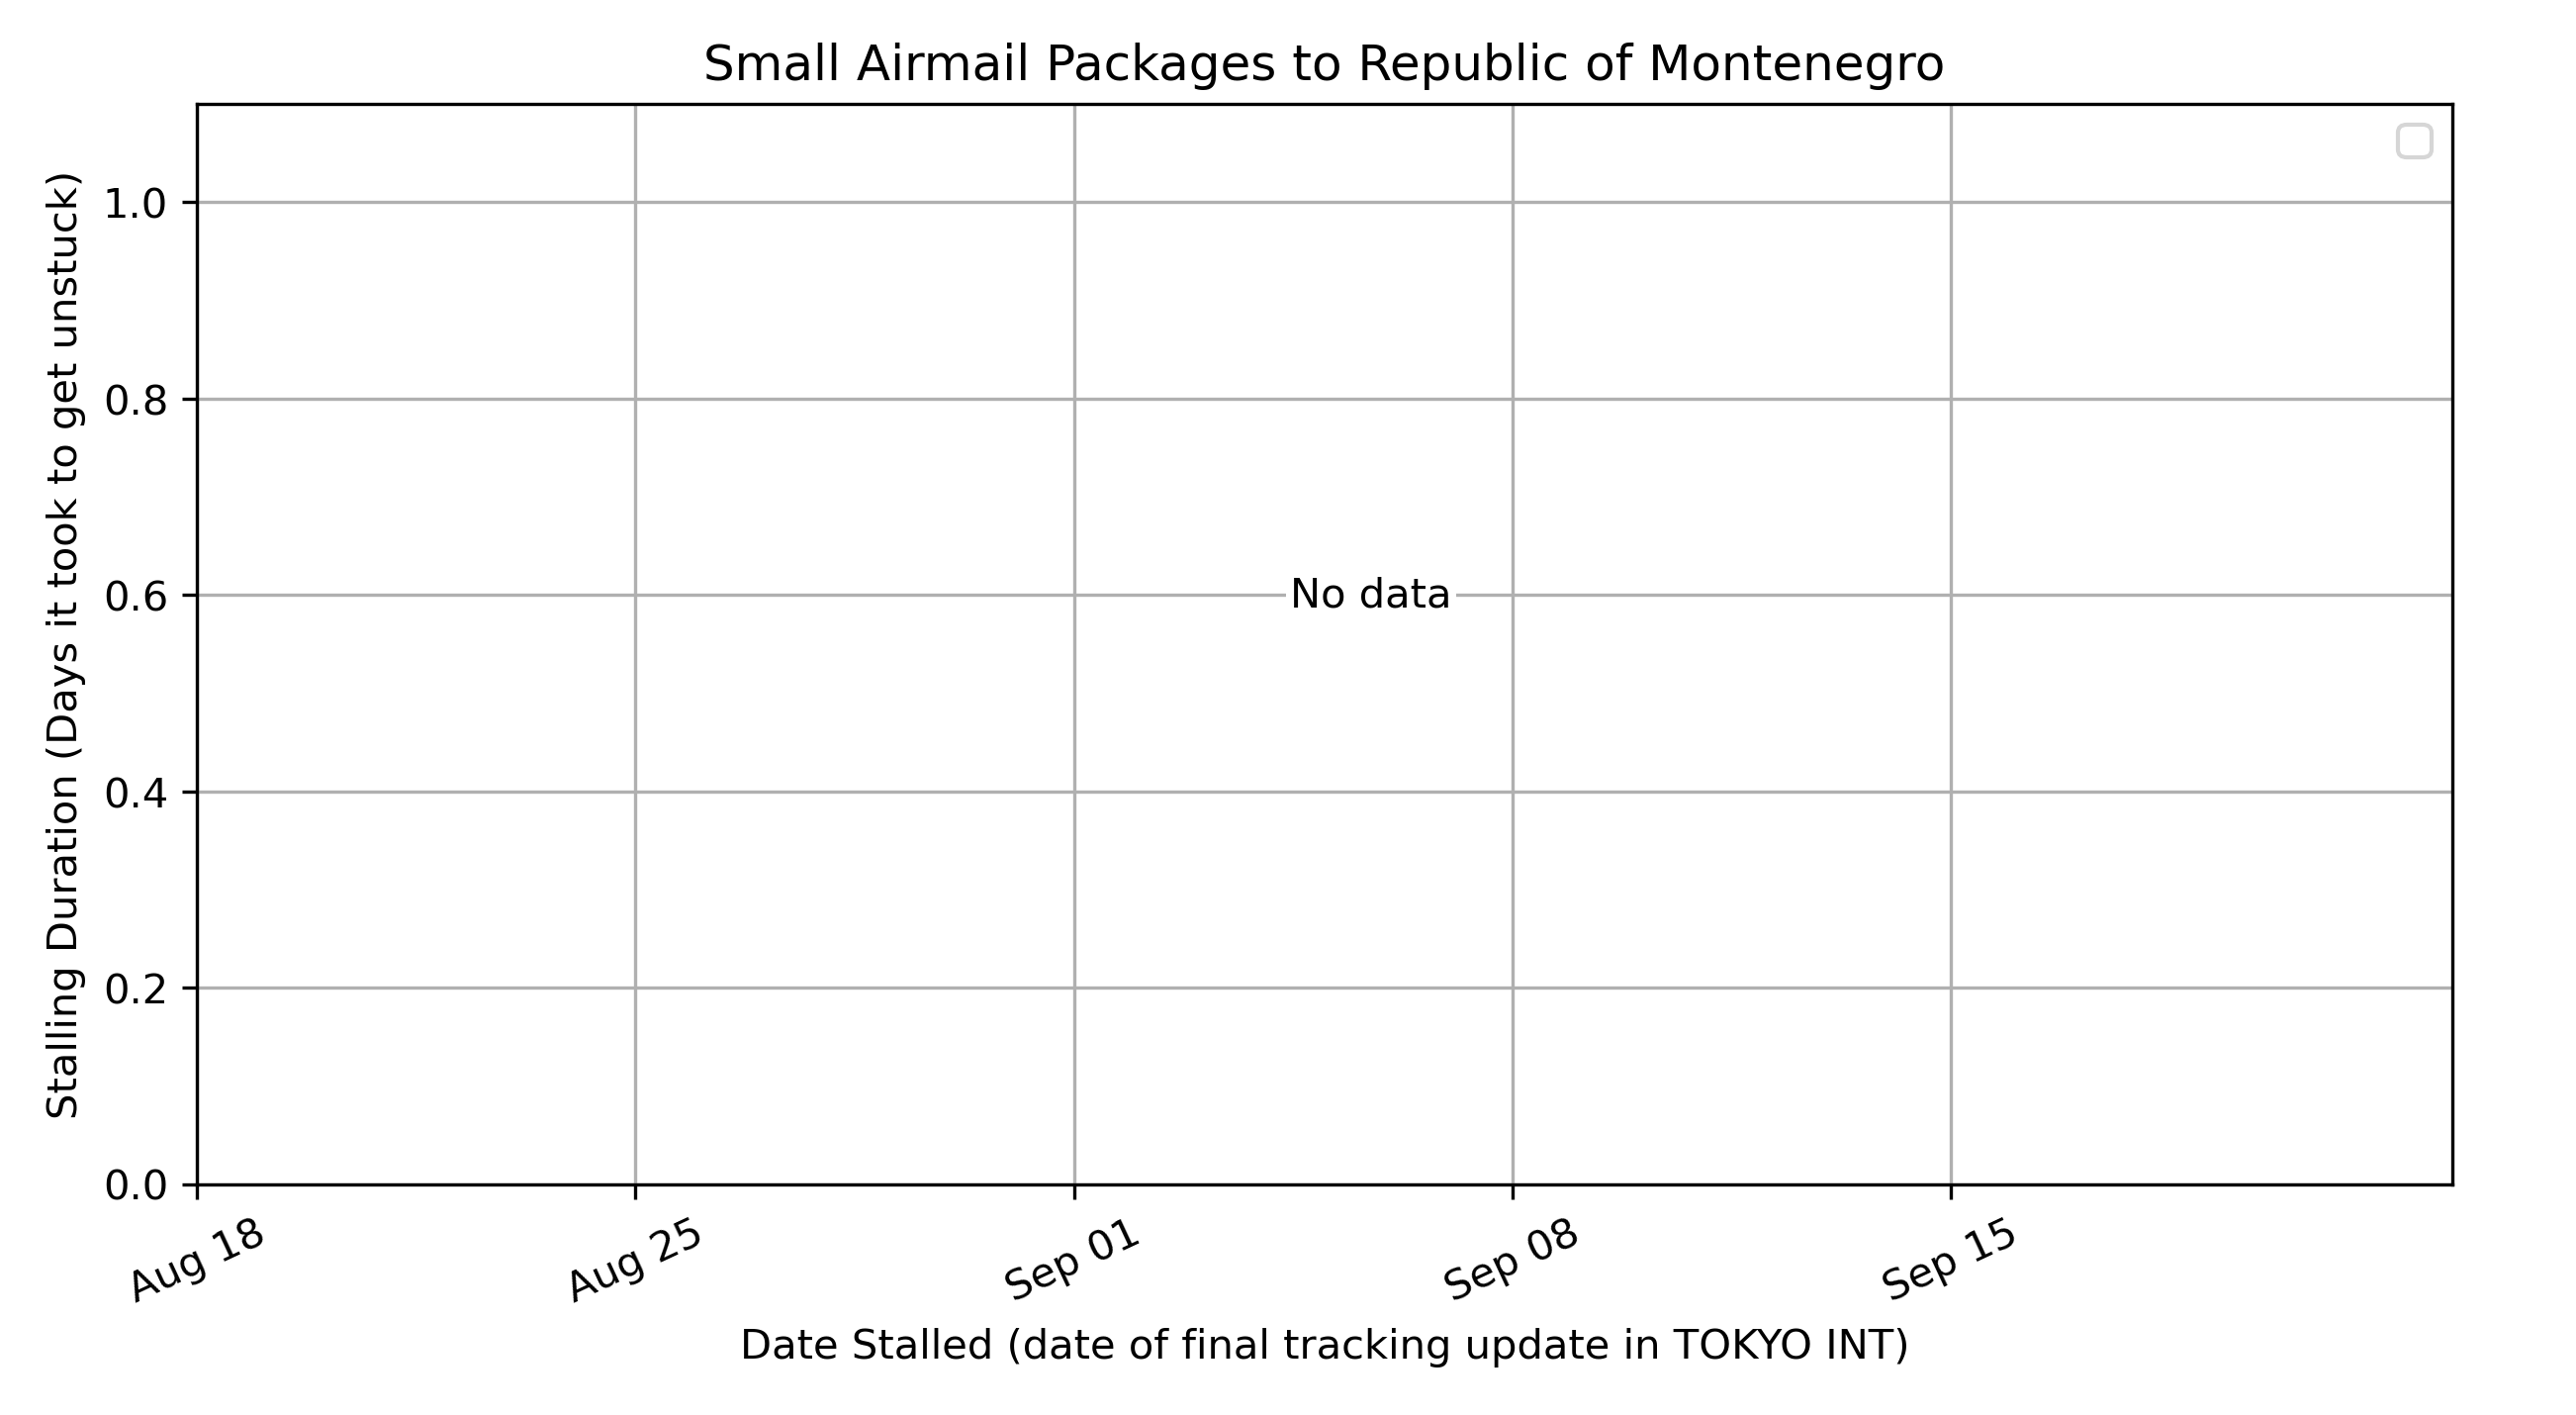 Small Airmail Packages to Republic of Montenegro
Stalling Duration (Days it took to get unstuck)
1.0
0.8
0.6
0.4
0.2
0.0
No data
Aug 18
Aug 25
Sep 01
Sep 08
Sep 15
Date Stalled (date of final tracking update in TOKYO INT)